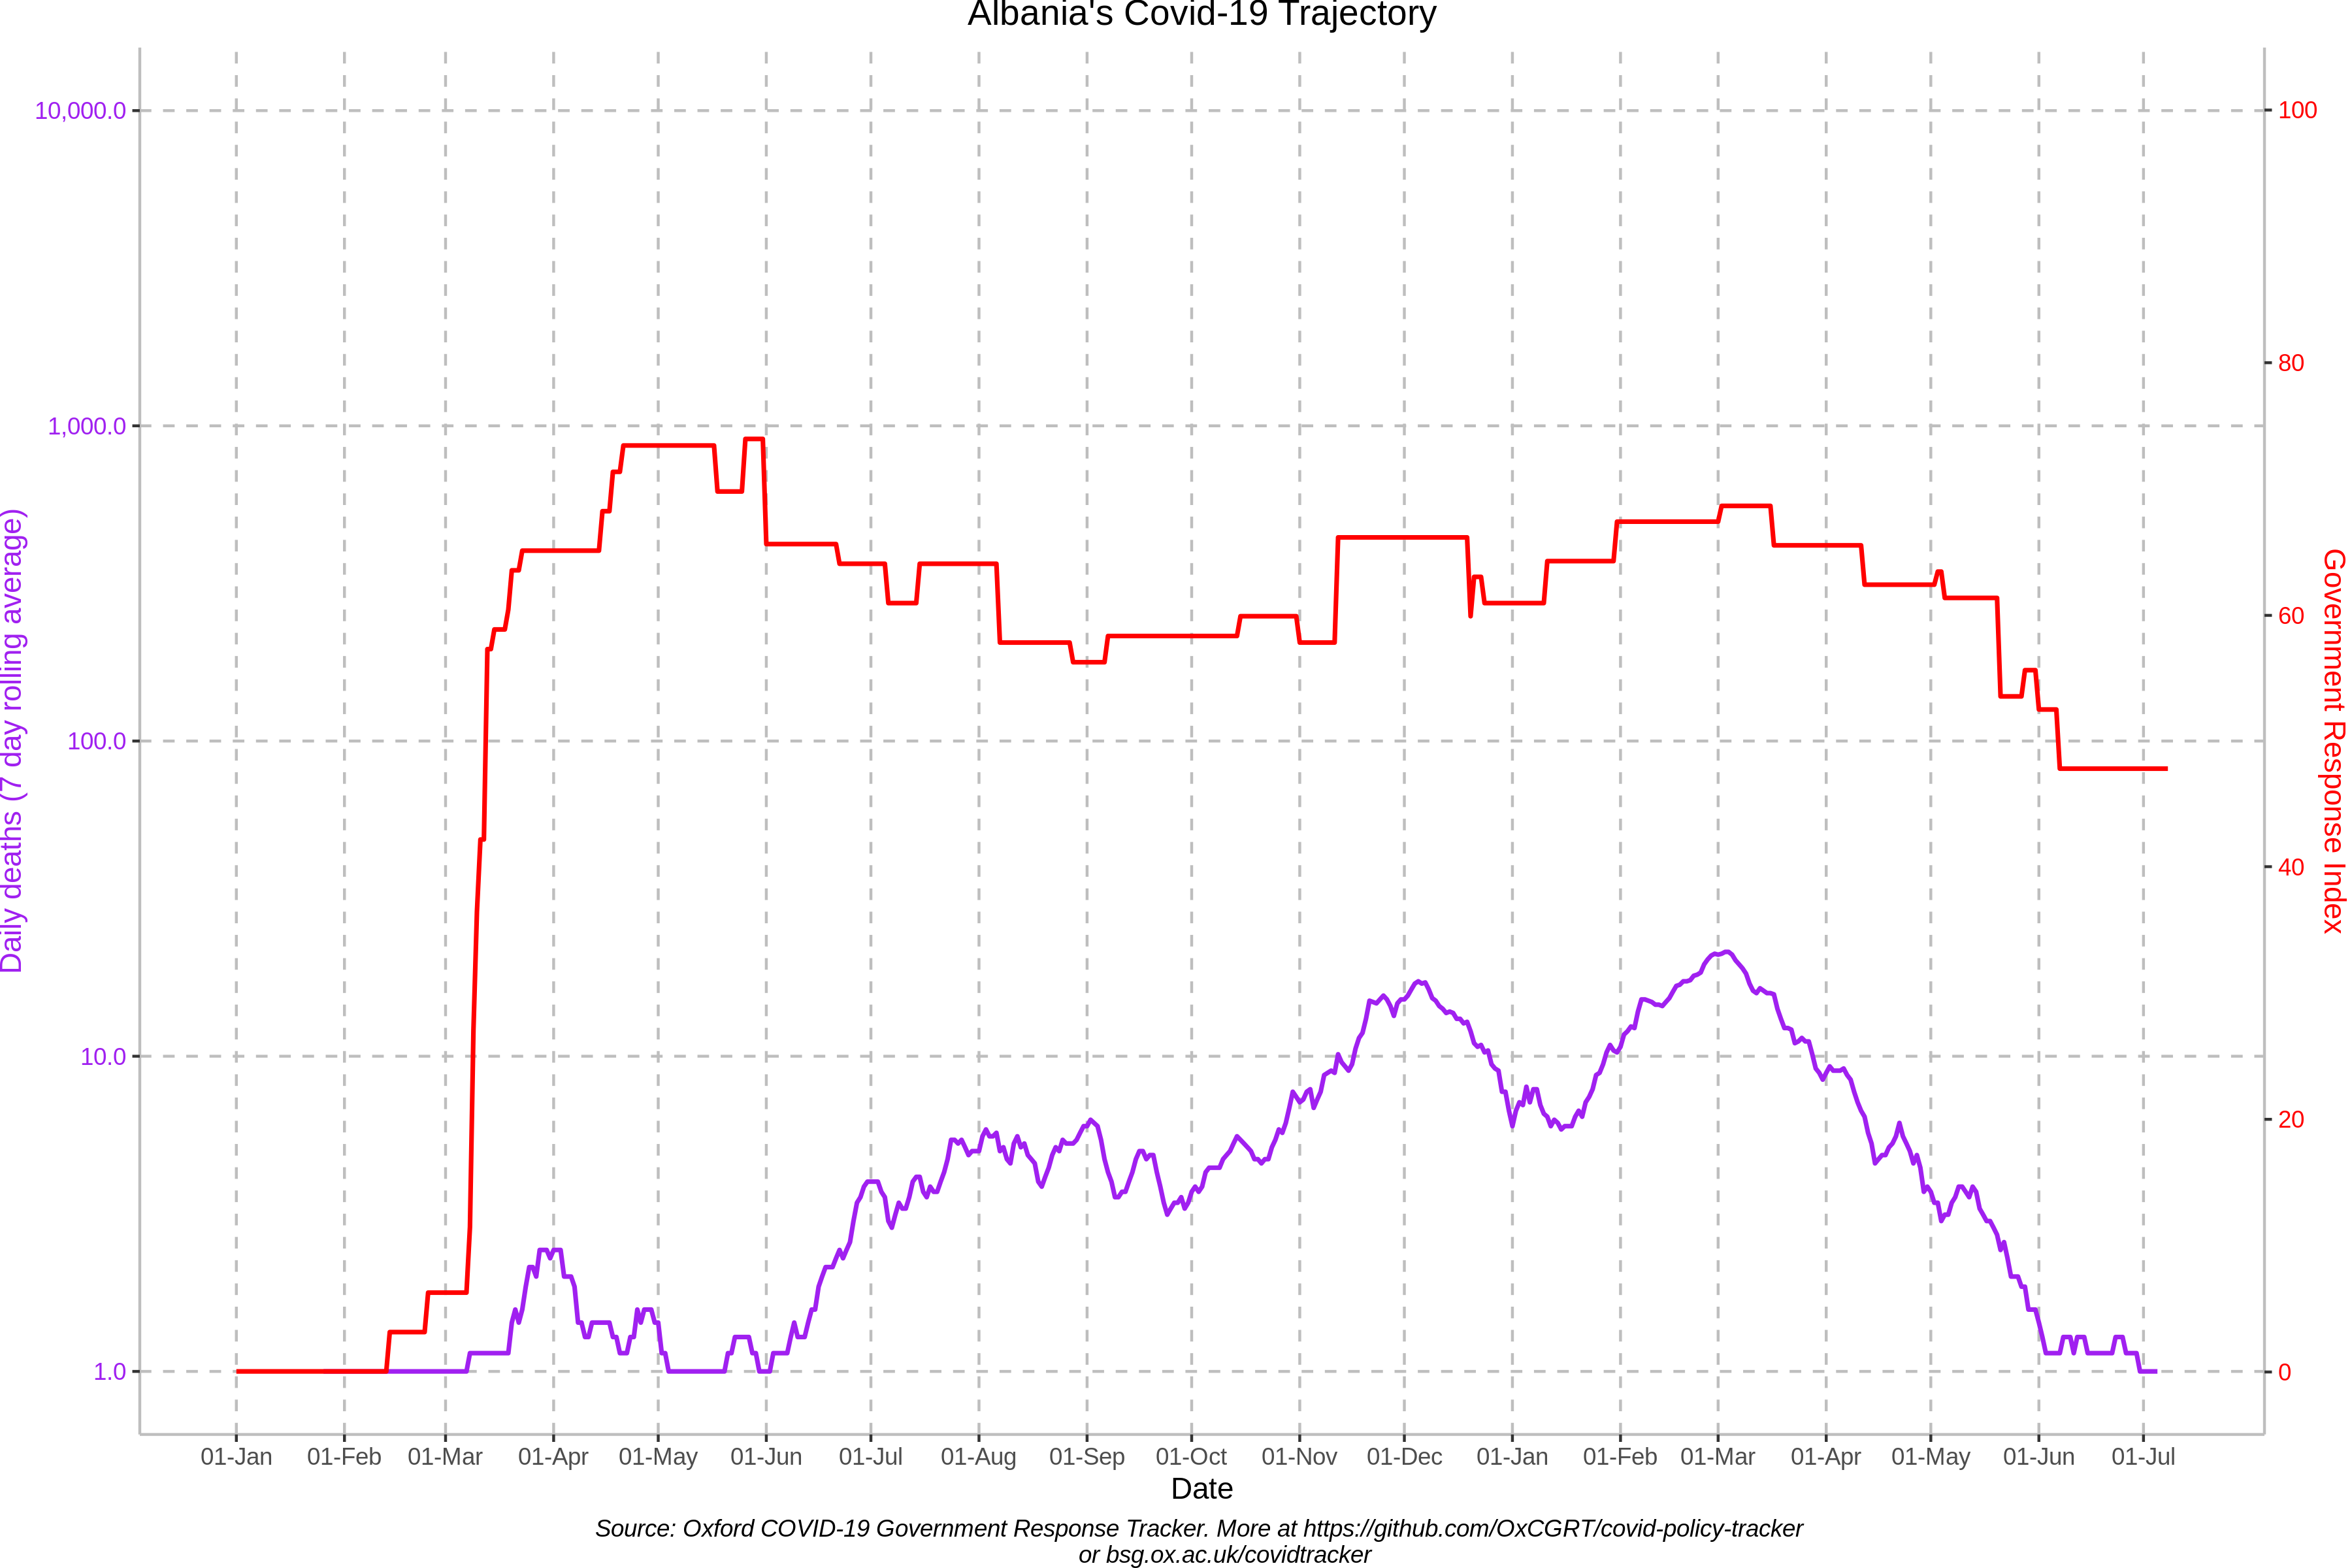 Albania's Covid-19 Trajectory
10,000.0
1,000.0
100.0
10.0
1.0
Daily deaths (7 day rolling average)
100
80
60
40
20
0
Government Response Index
01-Jan 01-Feb 01-Mar 01-Apr 01-May 01-Jun 01-Jul 01-Aug 01-Sep 01-Oct 01-Nov 01-Dec 01-Jan 01-Feb 01-Mar 01-Apr 01-May 01-Jun 01-Jul
Date
Source: Oxford COVID-19 Government Response Tracker. More at https://github.com/OxCGRT/covid-policy-tracker
or bsg.ox.ac.uk/covidtracker